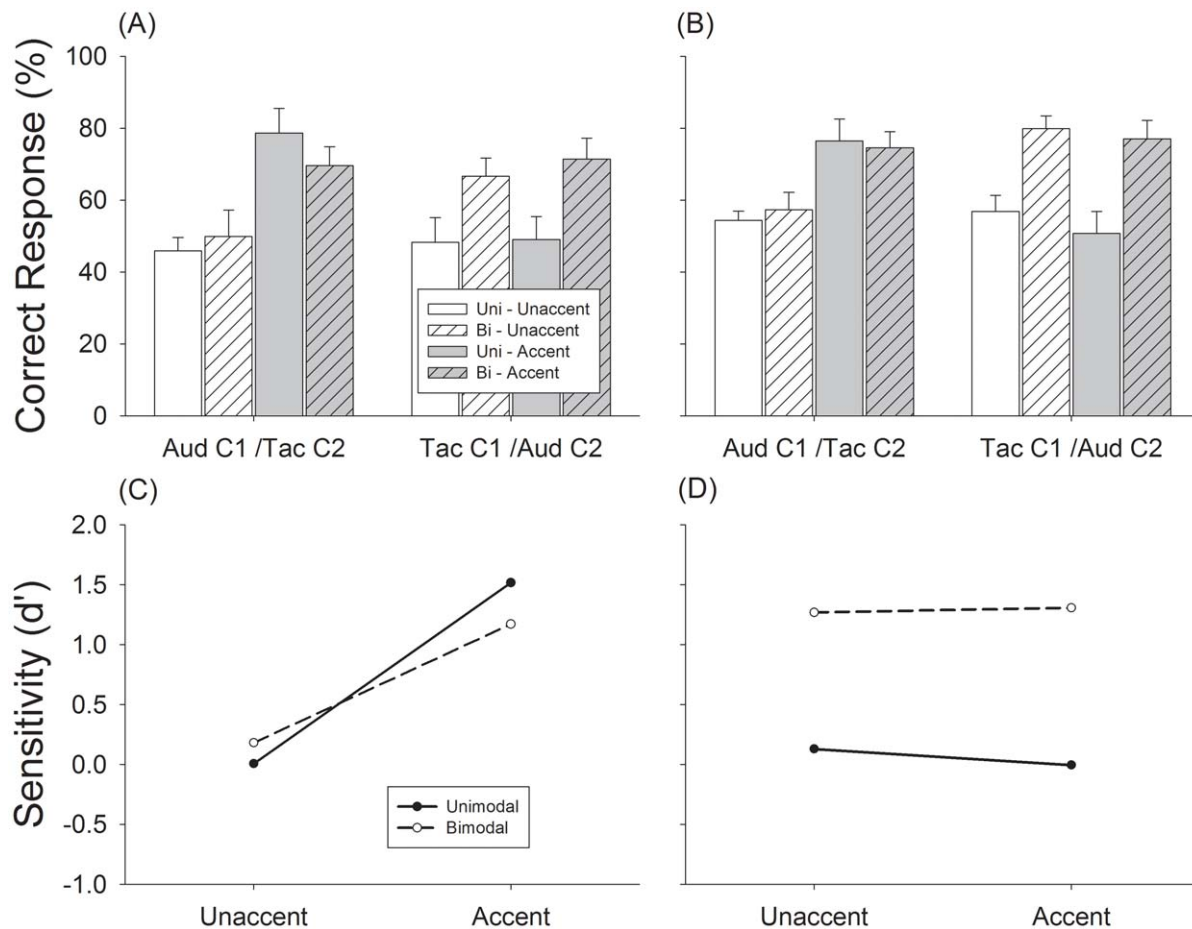 (A)
(B)
Correct Response (%)
100
80
60
40
20
0
Uni - Unaccent
Bi - Unaccent
Uni - Accent
Bi - Accent
Aud C1 /Tac C2
Tac C1 /Aud C2
Aud C1 /Tac C2
Tac C1 /Aud C2
(C)
(D)
Sensitivity (d')
2.0
1.5
1.0
0.5
0.0
-0.5
-1.0
Unimodal
Bimodal
Unaccent
Accent
Unaccent
Accent